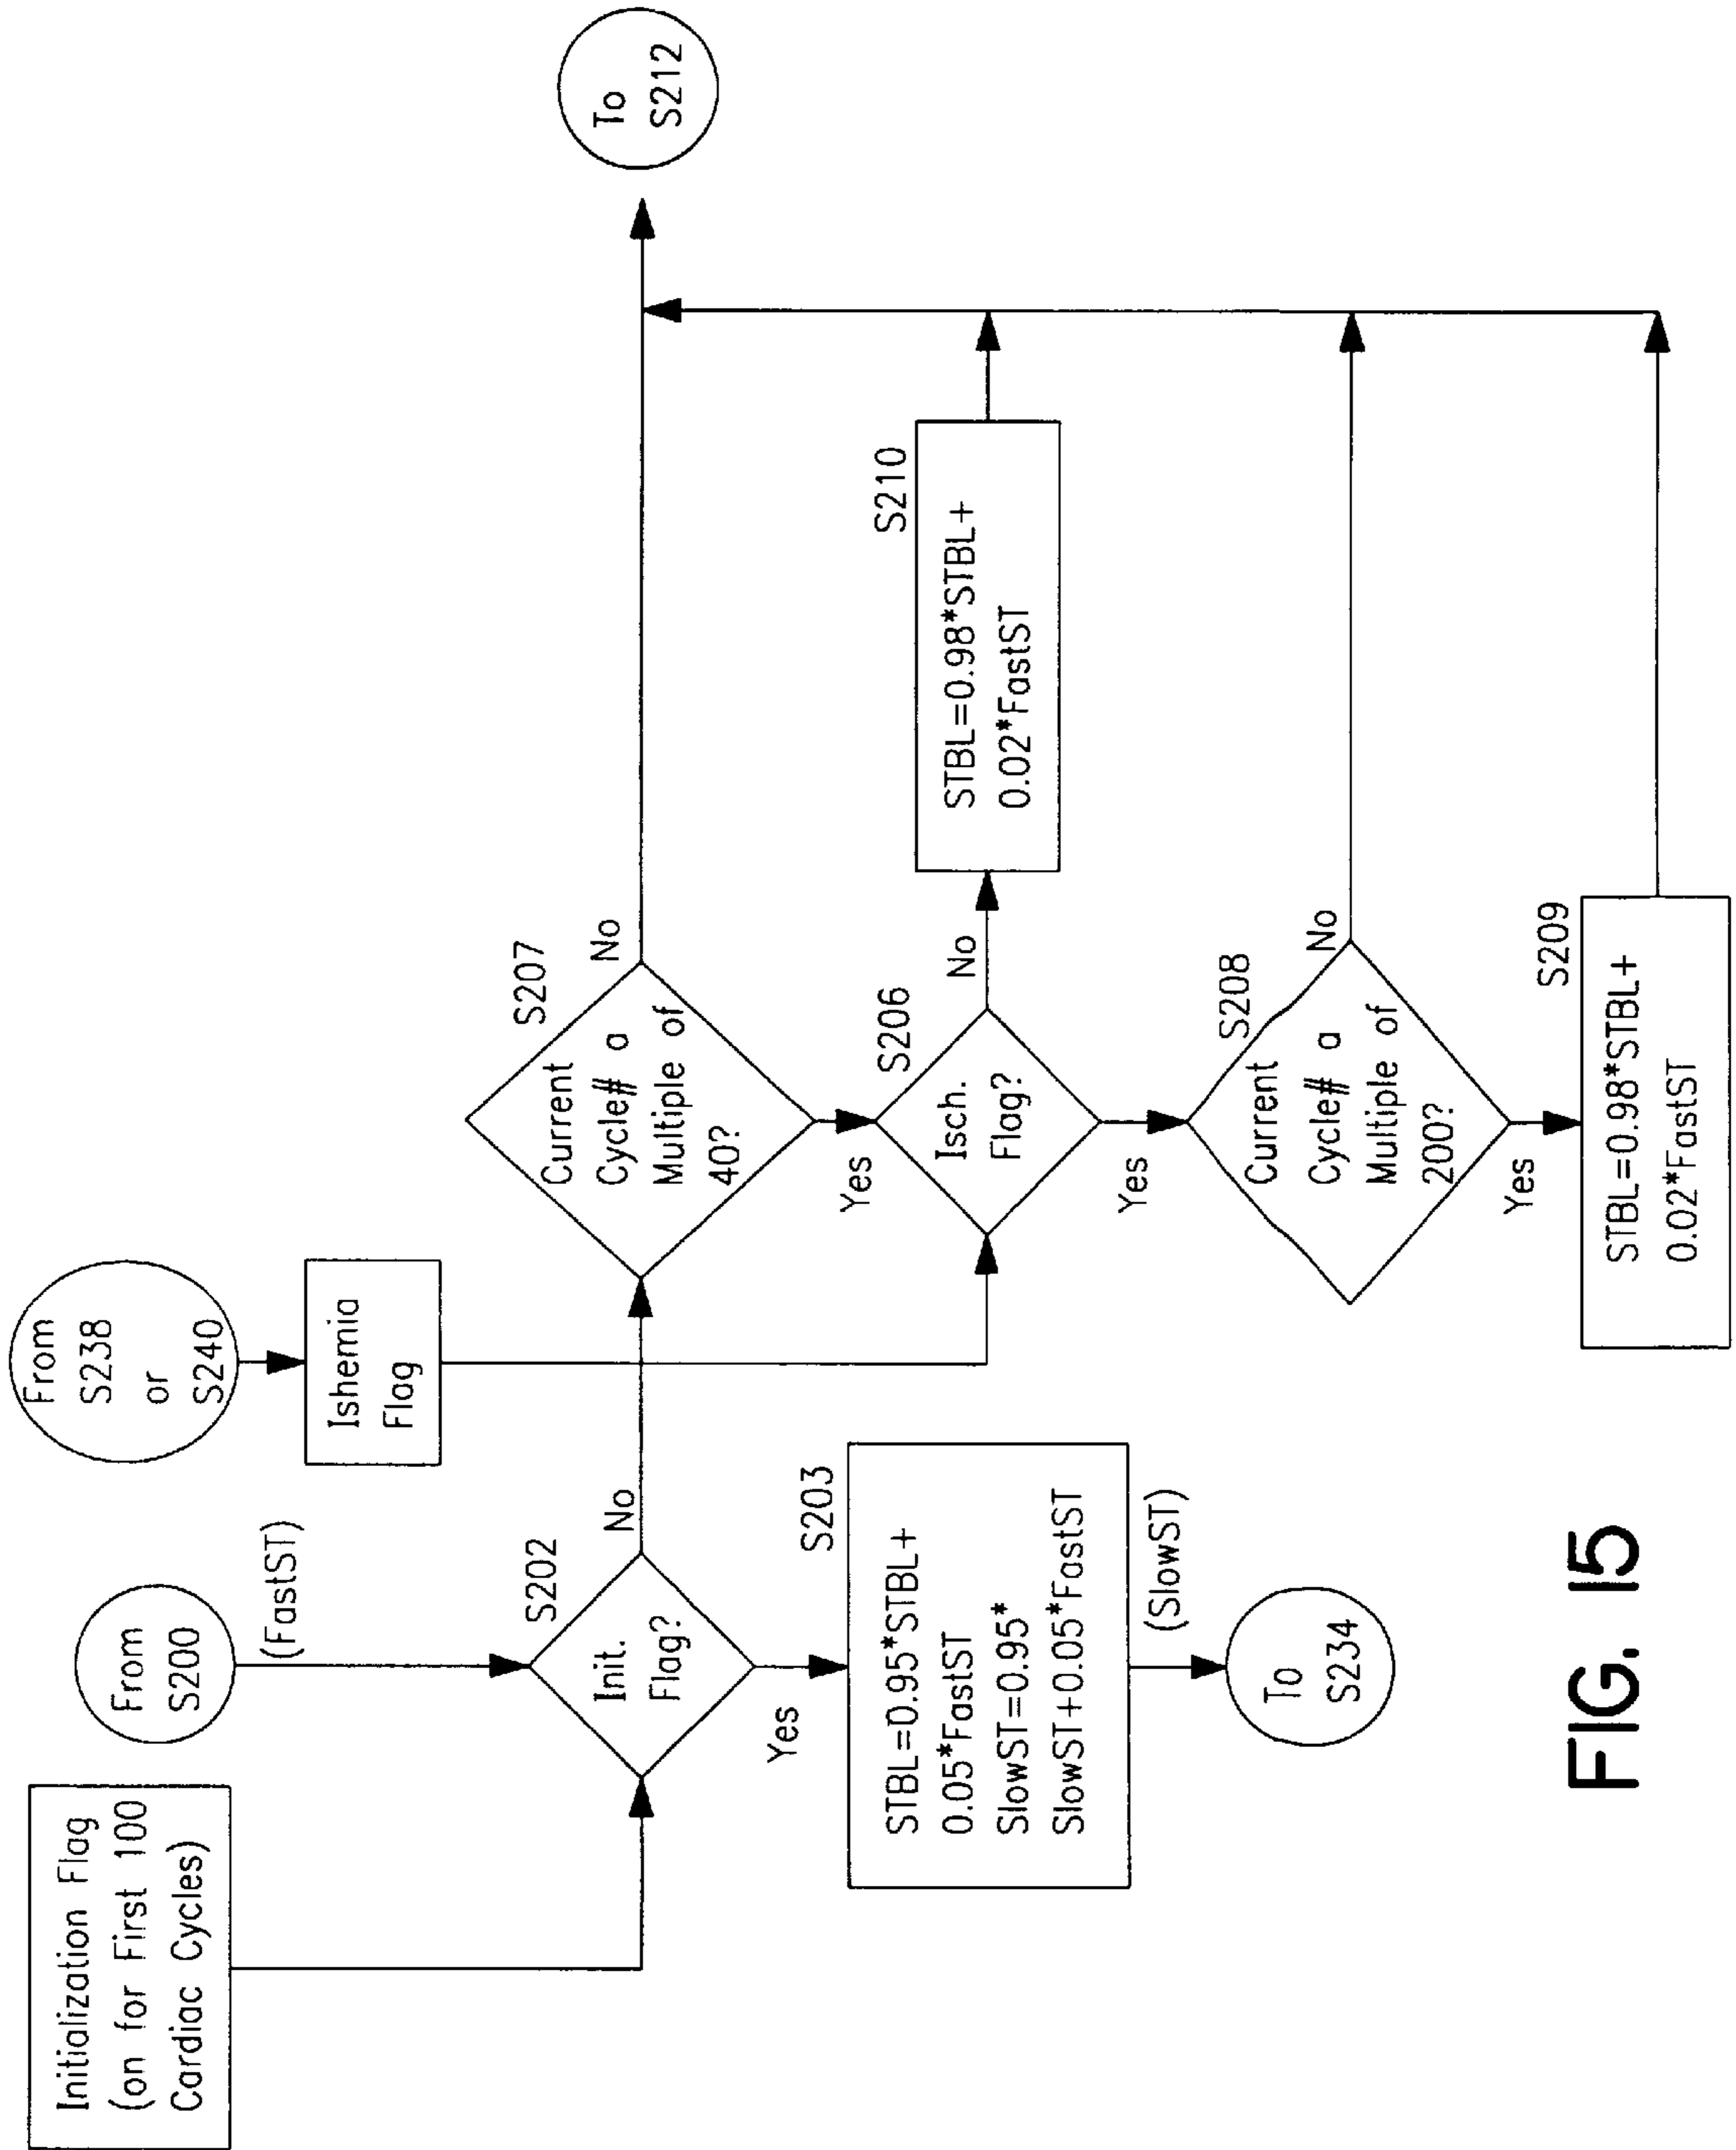 Initialization Flag
(on for First 100
Cardiac Cycles)
From
S200
(FastST)
From
S238
or
S240
Ishemia
Flag
S202
Init.
Flag?
No
Yes
S203
STBL=0.95*STBL+
0.05*FastST
SlowST=0.95*
SlowST+0.05*FastST
(SlowST)
To
S234
S207
Current
Cycle# a
Multiple of
40?
No
Yes
S206
Isch.
Flag?
No
Yes
S210
STBL=0.98*STBL+
0.02*FastST
S208
Current
Cycle# a
Multiple of
200?
No
Yes
S209
STBL=0.98*STBL+
0.02*FastST
To
S212
FIG. 15